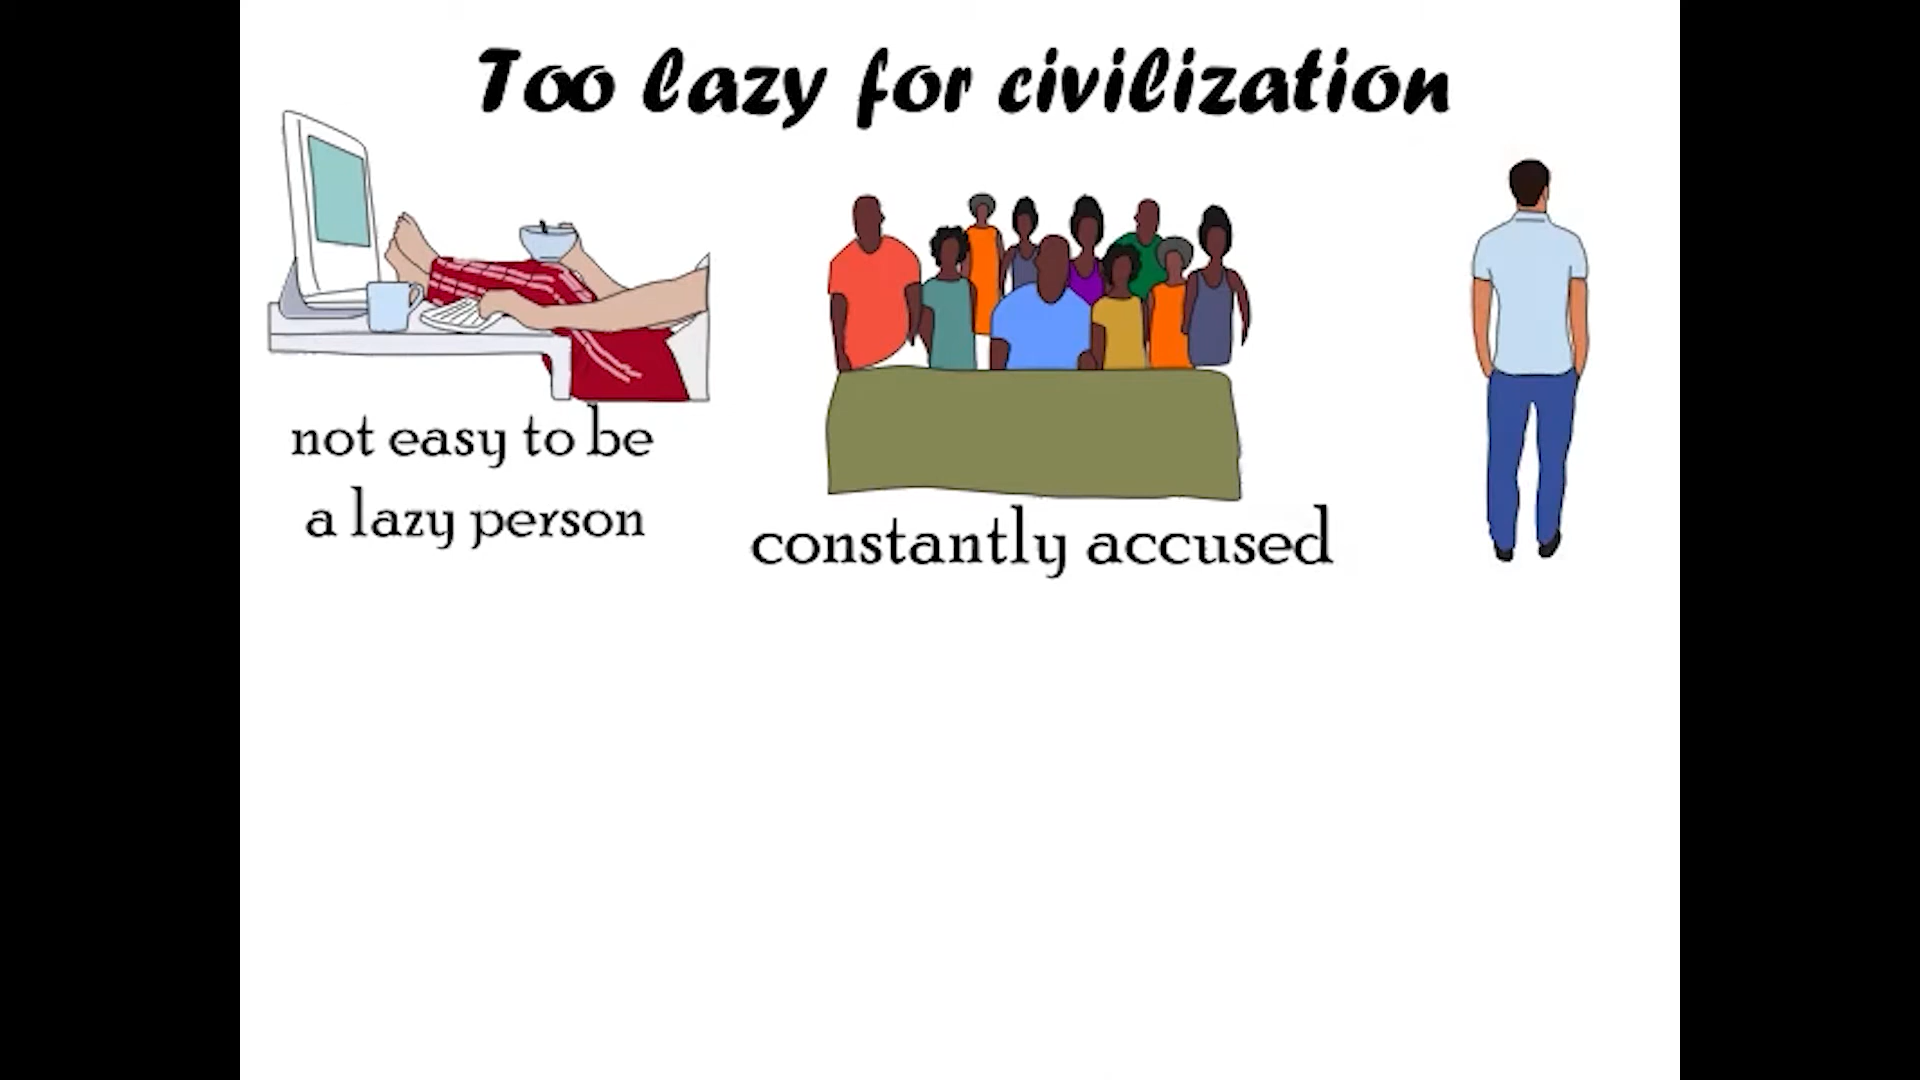 Too lazy for civilization
not easy to be
a lazy person
constantly accused